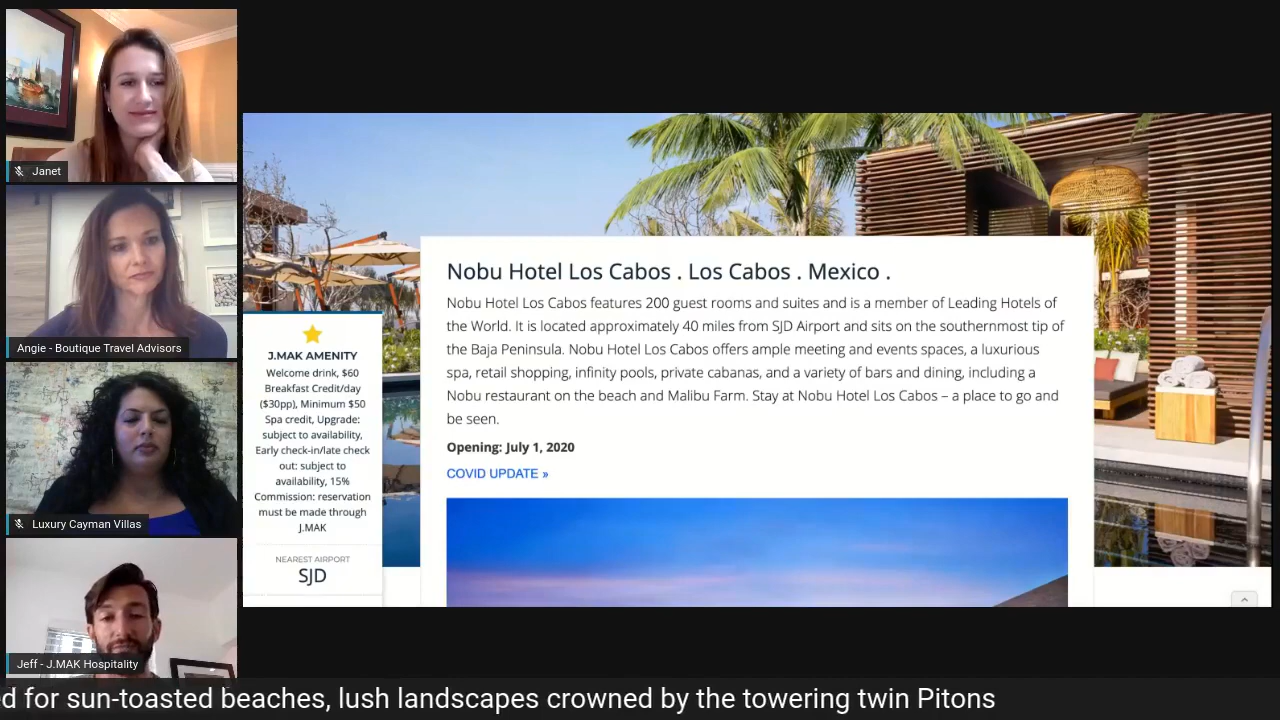 Janet
Angie - Boutique Travel Advisors
Luxury Cayman Villas
Jeff - J.MAK Hospitality
J.MAK AMENITY
Welcome drink, $60
Breakfast Credit/day
($30pp), Minimum $50
Spa credit, Upgrade:
subject to availability,
Early check-in/late check
out: subject to
availability, 15%
Commission: reservation
must be made through
J.MAK
NEAREST AIRPORT
SJD
Nobu Hotel Los Cabos . Los Cabos . Mexico .
Nobu Hotel Los Cabos features 200 guest rooms and suites and is a member of Leading Hotels of
the World. It is located approximately 40 miles from SJD Airport and sits on the southernmost tip of
the Baja Peninsula. Nobu Hotel Los Cabos offers ample meeting and events spaces, a luxurious
spa, retail shopping, infinity pools, private cabanas, and a variety of bars and dining, including a
Nobu restaurant on the beach and Malibu Farm. Stay at Nobu Hotel Los Cabos – a place to go and
be seen.
Opening: July 1, 2020
COVID UPDATE »
d for sun-toasted beaches, lush landscapes crowned by the towering twin Pitons